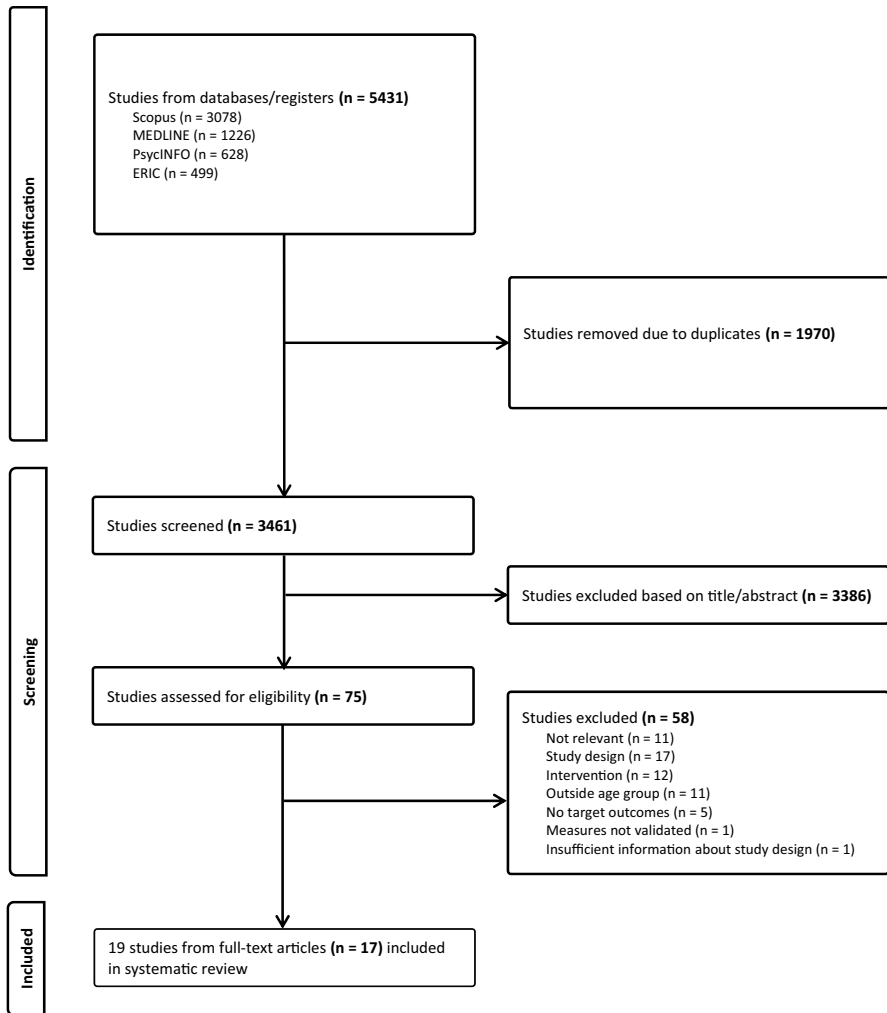 Identification
Studies from databases/registers (n = 5431)
Scopus (n = 3078)
MEDLINE (n = 1226)
PsycINFO (n = 628)
ERIC (n = 499)
Studies removed due to duplicates (n = 1970)
Screening
Studies screened (n = 3461)
Studies excluded based on title/abstract (n = 3386)
Studies assessed for eligibility (n = 75)
Studies excluded (n = 58)
Not relevant (n = 11)
Study design (n = 17)
Intervention (n = 12)
Outside age group (n = 11)
No target outcomes (n = 5)
Measures not validated (n = 1)
Insufficient information about study design (n = 1)
Included
19 studies from full-text articles (n = 17) included
in systematic review